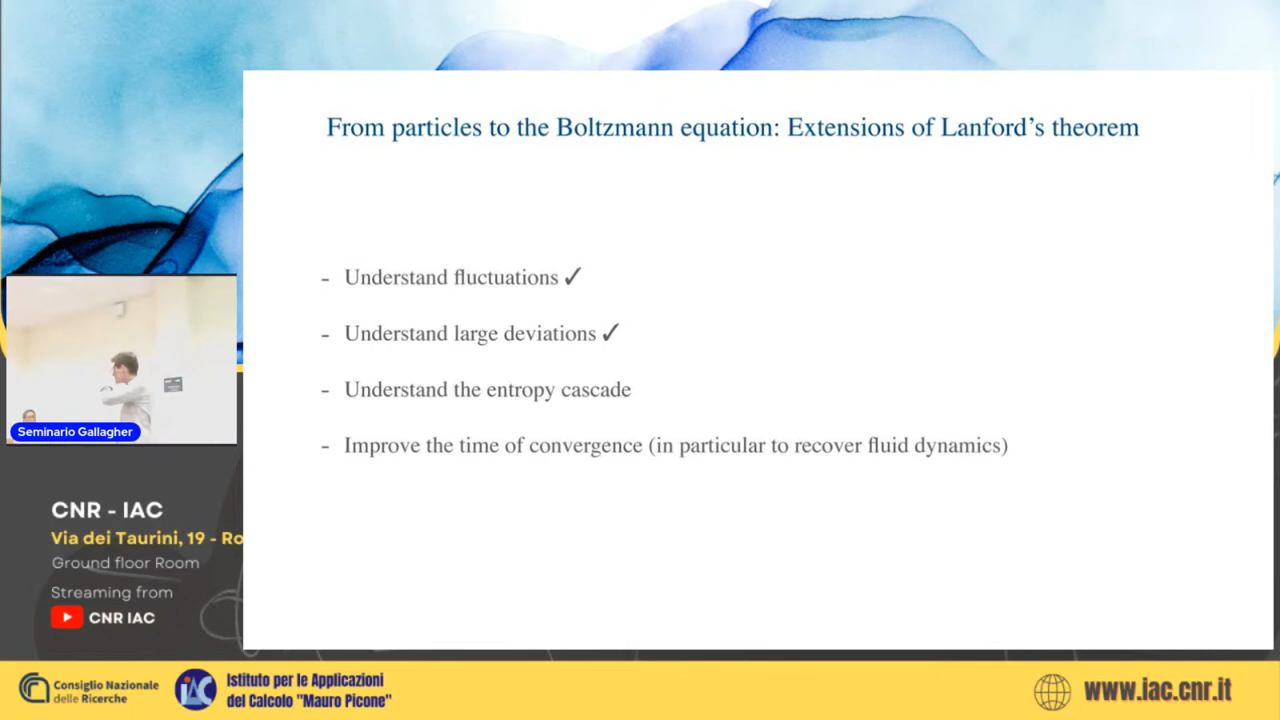 From particles to the Boltzmann equation: Extensions of Lanford’s theorem
- Understand fluctuations ✓
- Understand large deviations ✓
- Understand the entropy cascade
- Improve the time of convergence (in particular to recover fluid dynamics)
Seminario Gallagher
CNR - IAC
Via dei Taurini, 19 - Ro
Ground floor Room
Streaming from
CNR IAC
Consiglio Nazionale
delle Ricerche
IAC
Istituto per le Applicazioni
del Calcolo "Mauro Picone"
www.iac.cnr.it